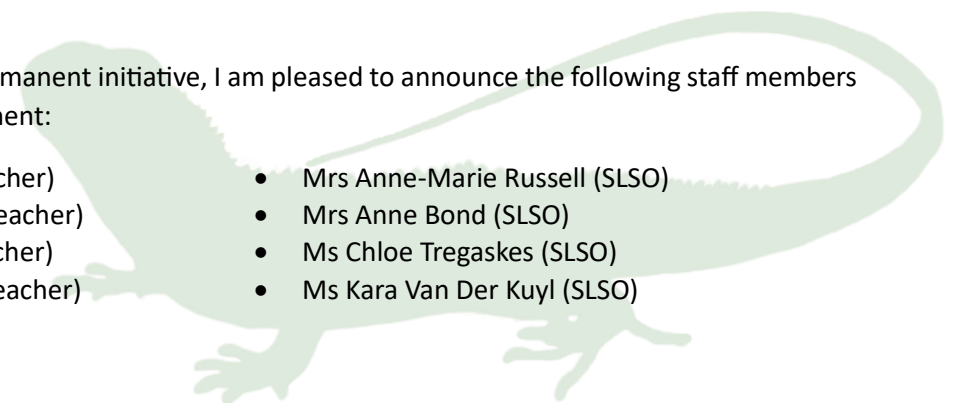 manent initiative, I am pleased to announce the following staff members
ent:
cher) • Mrs Anne-Marie Russell (SLSO)
eacher) • Mrs Anne Bond (SLSO)
cher) • Ms Chloe Tregaskes (SLSO)
eacher) • Ms Kara Van Der Kuyl (SLSO)